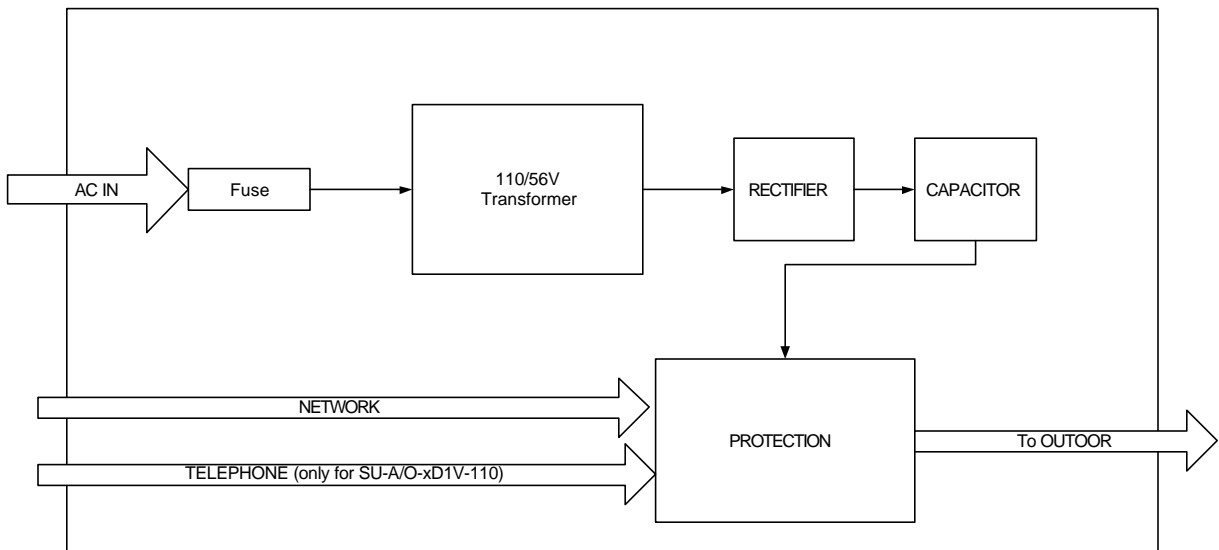 AC IN
Fuse
110/56V
Transformer
RECTIFIER
CAPACITOR
NETWORK
PROTECTION
To OUTOOR
TELEPHONE (only for SU-A/O-xD1V-110)